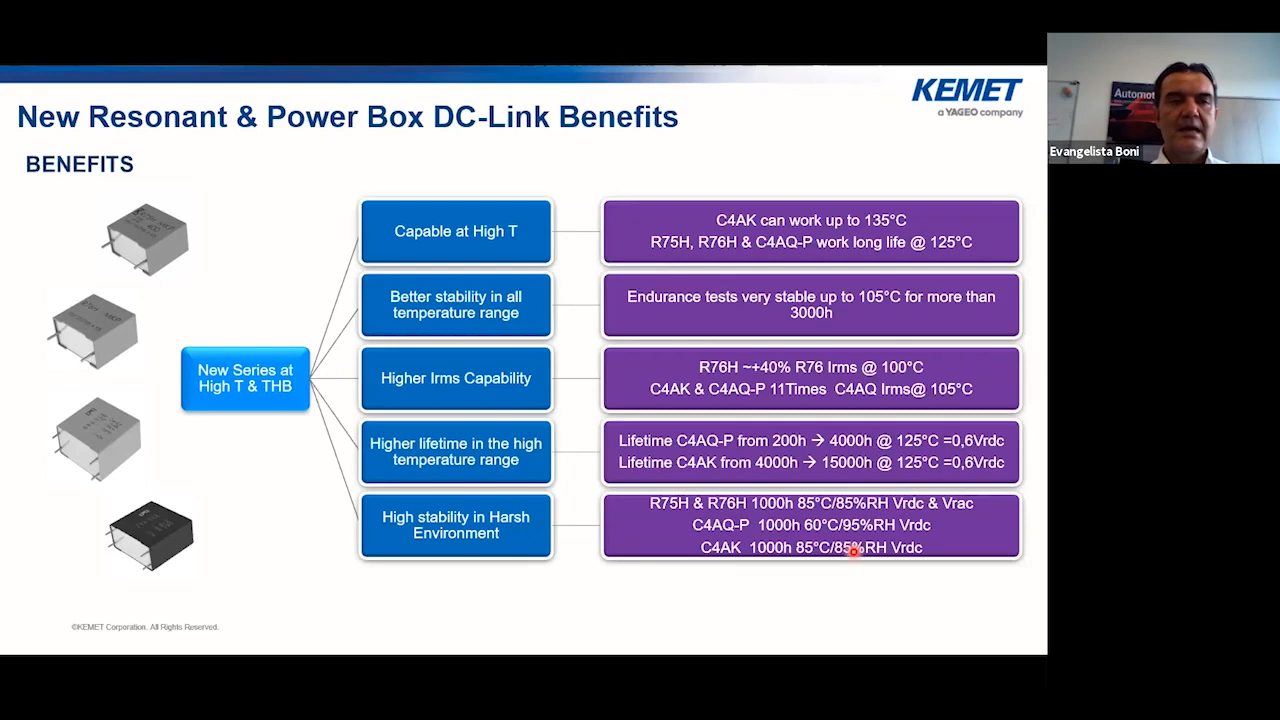 New Resonant & Power Box DC-Link Benefits
KEMET
a YAGEO company
BENEFITS
New Series at
High T & THB
Capable at High T
C4AK can work up to 135°C
R75H, R76H & C4AQ-P work long life @ 125°C
Better stability in all
temperature range
Endurance tests very stable up to 105°C for more than
3000h
Higher Irms Capability
R76H ~+40% R76 Irms @ 100°C
C4AK & C4AQ-P 11Times C4AQ Irms@ 105°C
Higher lifetime in the high
temperature range
Lifetime C4AQ-P from 200h → 4000h @ 125°C =0,6Vrdc
Lifetime C4AK from 4000h → 15000h @ 125°C =0,6Vrdc
High stability in Harsh
Environment
R75H & R76H 1000h 85°C/85%RH Vrdc & Vrac
C4AQ-P 1000h 60°C/95%RH Vrdc
C4AK 1000h 85°C/85%RH Vrdc
©KEMET Corporation. All Rights Reserved.
Automot
Evangelista Boni